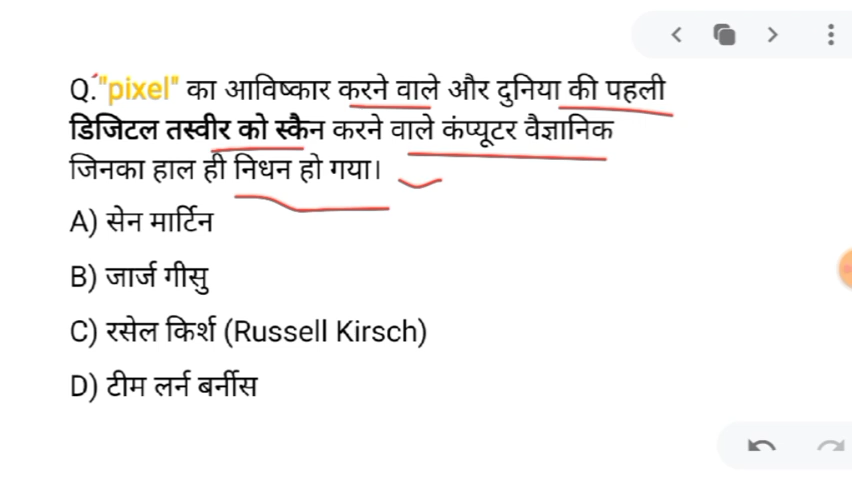 Q."pixel" का आविष्कार करने वाले और दुनिया की पहली
डिजिटल तस्वीर को स्कैन करने वाले कंप्यूटर वैज्ञानिक
जिनका हाल ही निधन हो गया।
A) सेन मार्टिन
B) जार्ज गीसु
C) रसेल किर्श (Russell Kirsch)
D) टीम लर्न बर्नीस